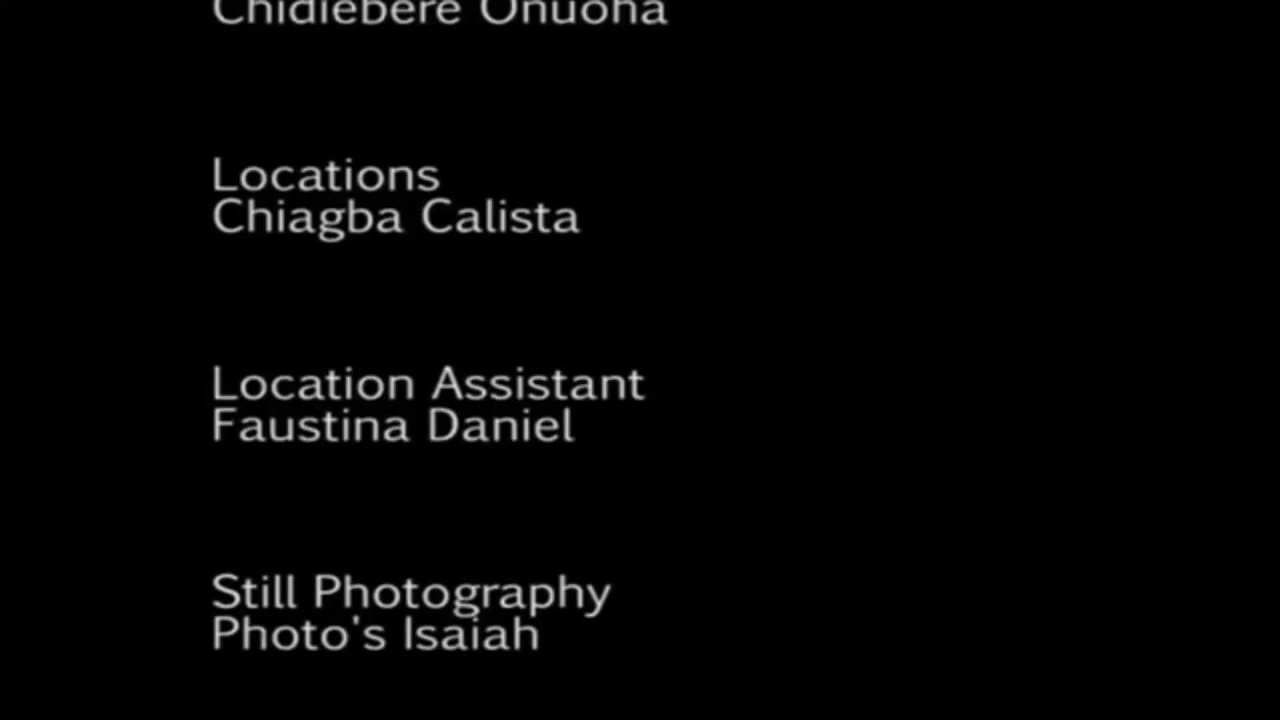 Chidiebere Onuoha
Locations
Chiagba Calista
Location Assistant
Faustina Daniel
Still Photography
Photo's Isaiah